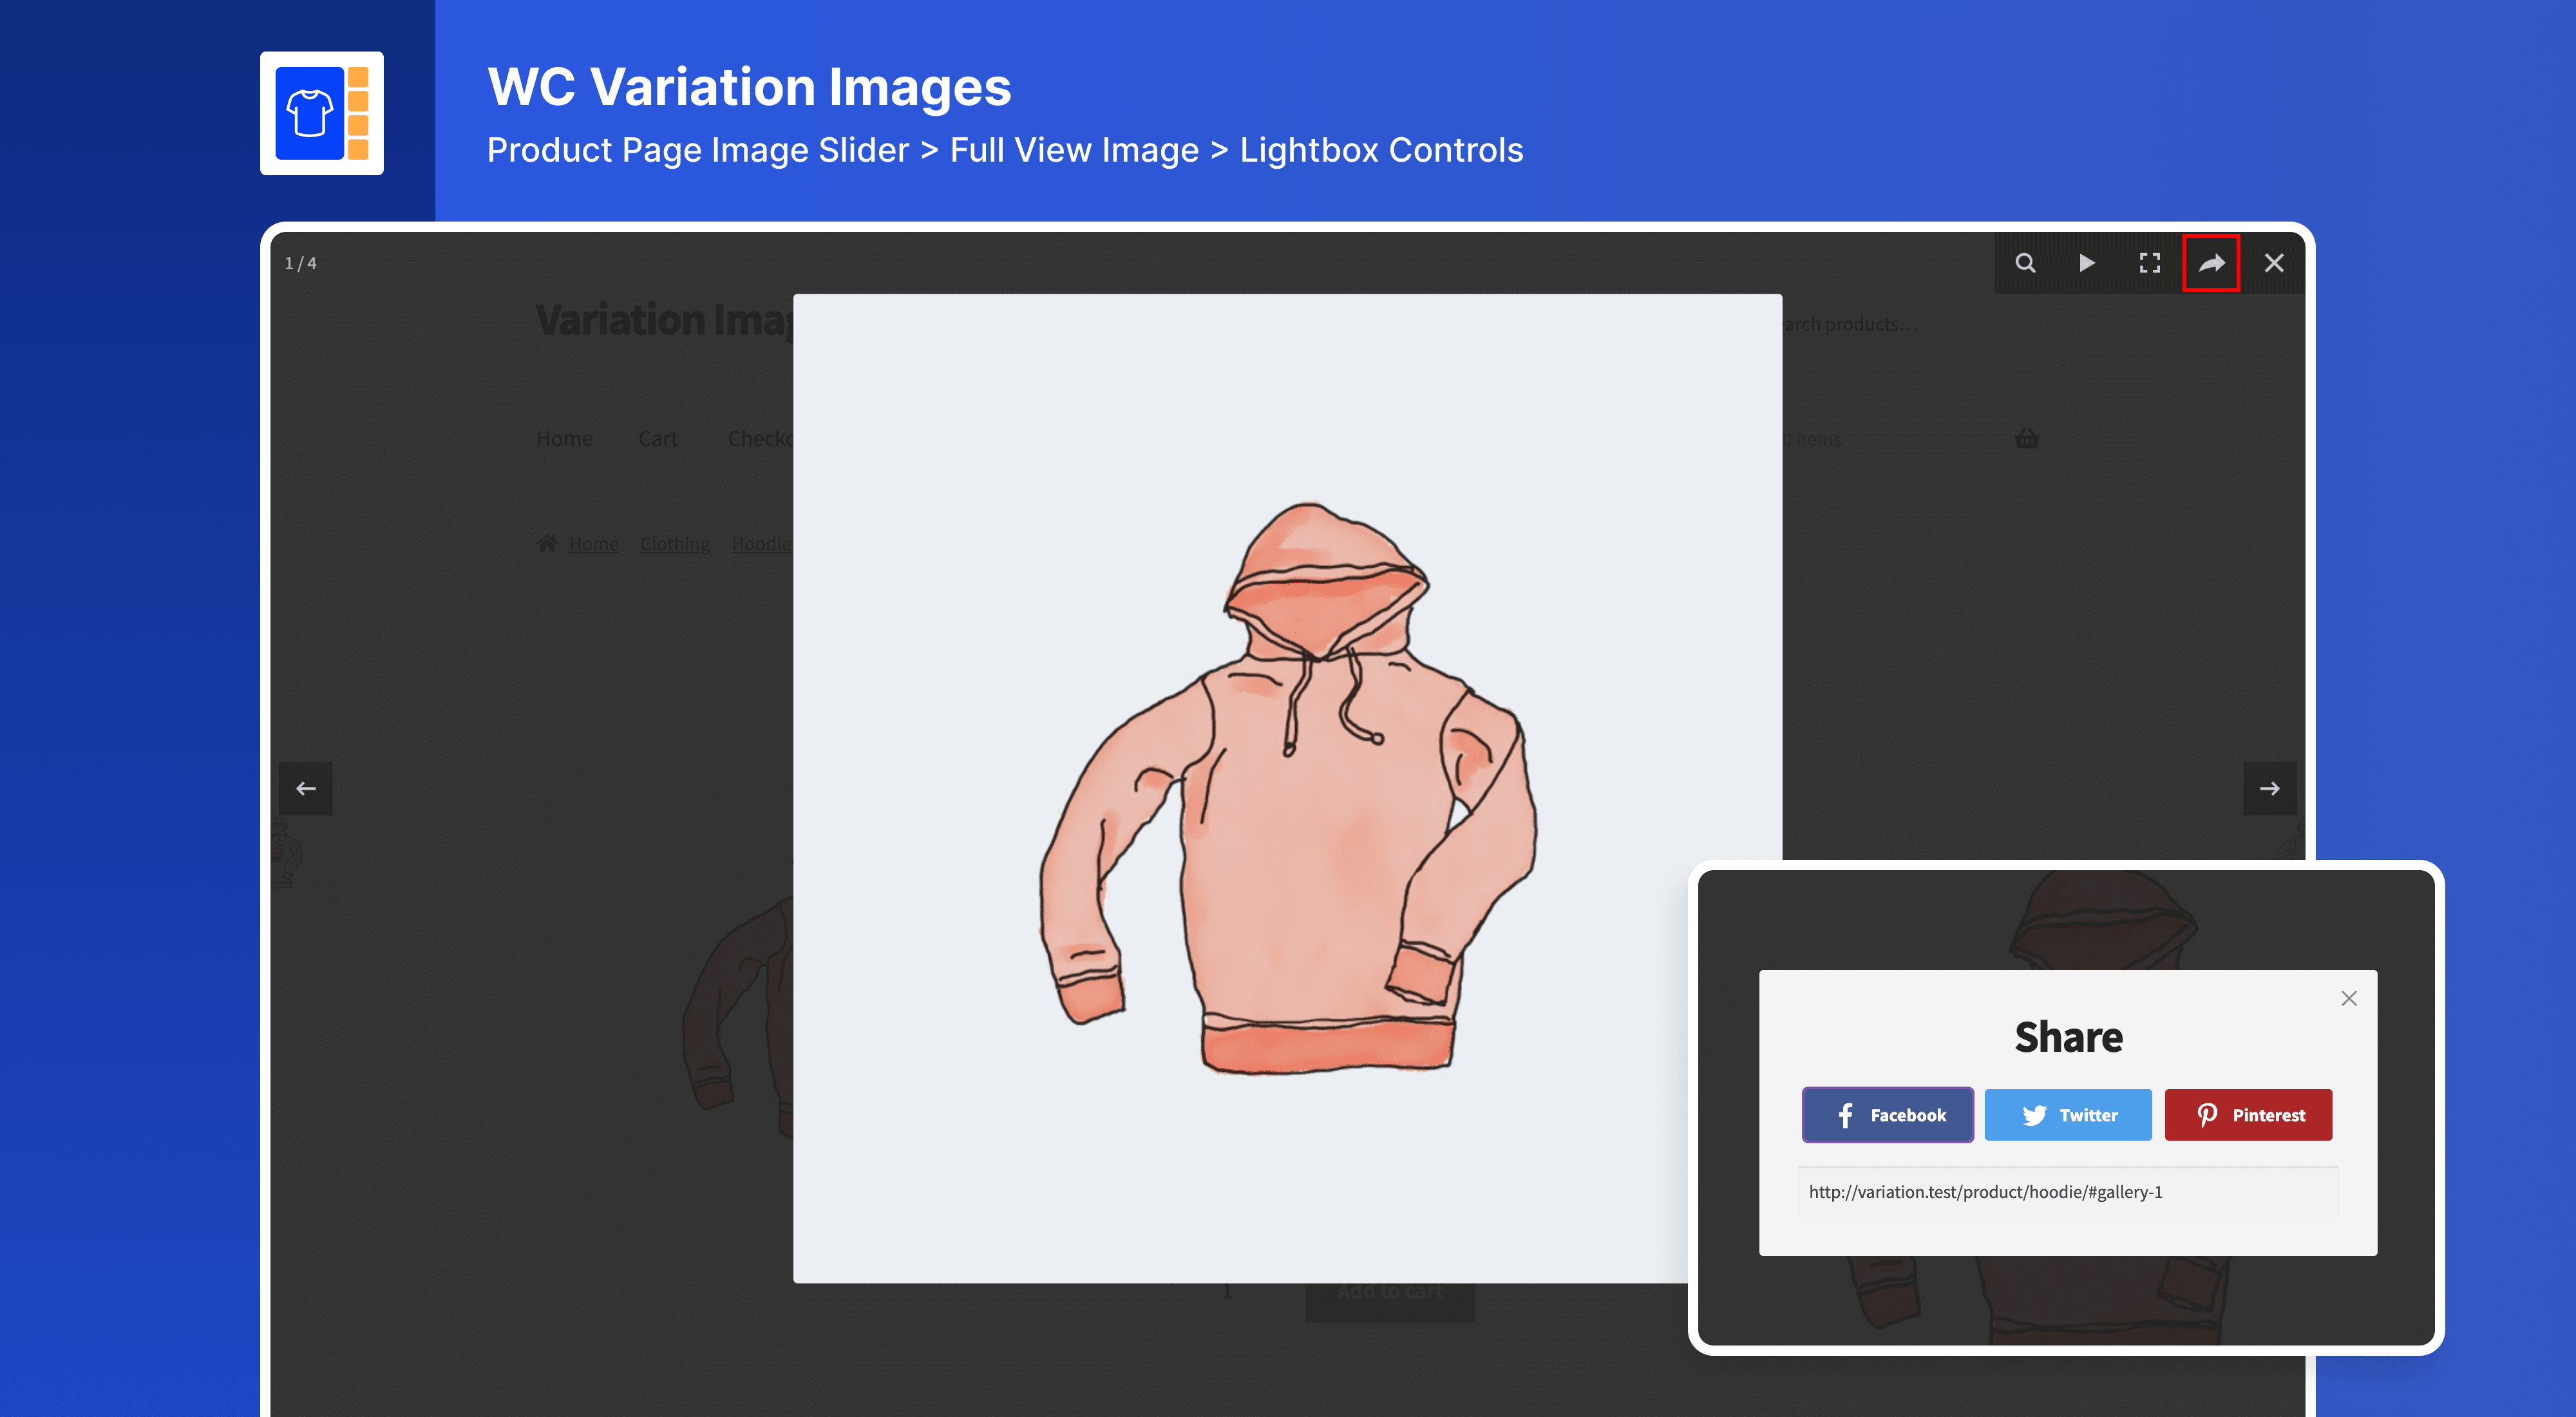 WC Variation Images
Product Page Image Slider > Full View Image > Lightbox Controls
1 / 4
Variation Imag
arch products...
Home Cart Checko
0 items
Home Clothing Hoodie
Share
Facebook Twitter Pinterest
http://variation.test/product/hoodie/#gallery-1
1 Add to cart